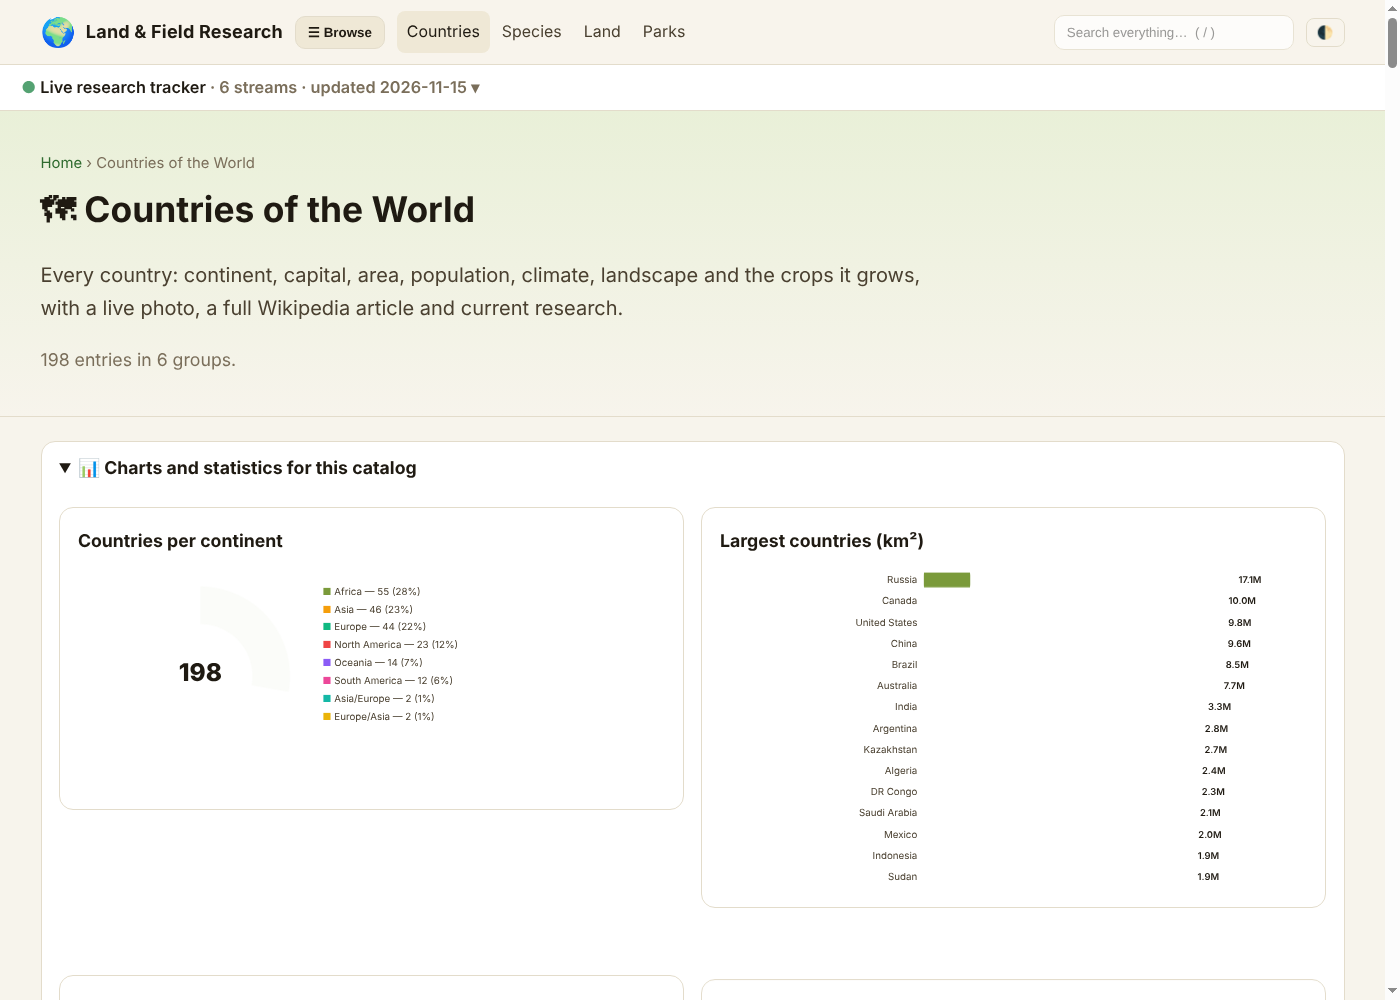 Land & Field Research
☰ Browse
Countries
Species
Land
Parks
Search everything… ( / )
Live research tracker · 6 streams · updated 2026-11-15 ▾
Home › Countries of the World
Countries of the World
Every country: continent, capital, area, population, climate, landscape and the crops it grows,
with a live photo, a full Wikipedia article and current research.
198 entries in 6 groups.
▼ Charts and statistics for this catalog
Countries per continent
198
Africa — 55 (28%)
Asia — 46 (23%)
Europe — 44 (22%)
North America — 23 (12%)
Oceania — 14 (7%)
South America — 12 (6%)
Asia/Europe — 2 (1%)
Europe/Asia — 2 (1%)
Largest countries (km²)
Russia 17.1M
Canada 10.0M
United States 9.8M
China 9.6M
Brazil 8.5M
Australia 7.7M
India 3.3M
Argentina 2.8M
Kazakhstan 2.7M
Algeria 2.4M
DR Congo 2.3M
Saudi Arabia 2.1M
Mexico 2.0M
Indonesia 1.9M
Sudan 1.9M